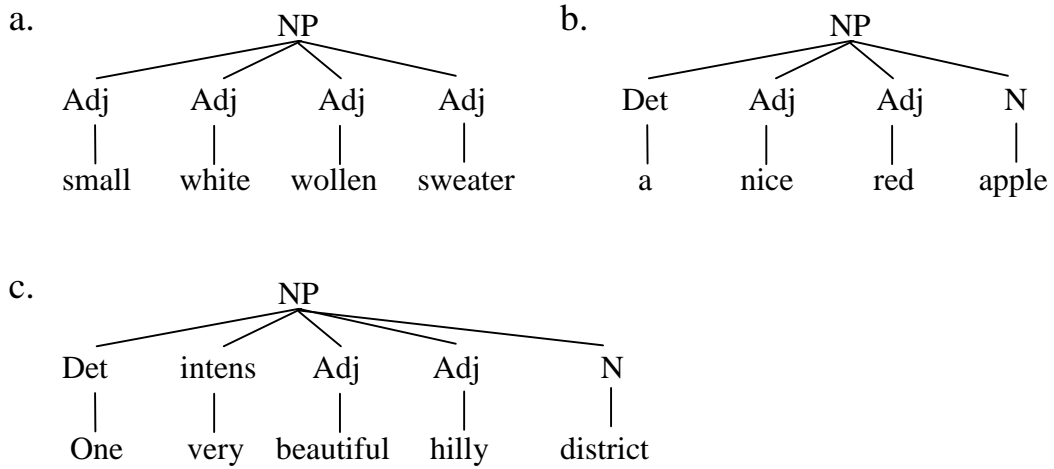 a. NP
Adj Adj Adj Adj
small white wollen sweater
b. NP
Det Adj Adj N
a nice red apple
c. NP
Det intens Adj Adj N
One very beautiful hilly district